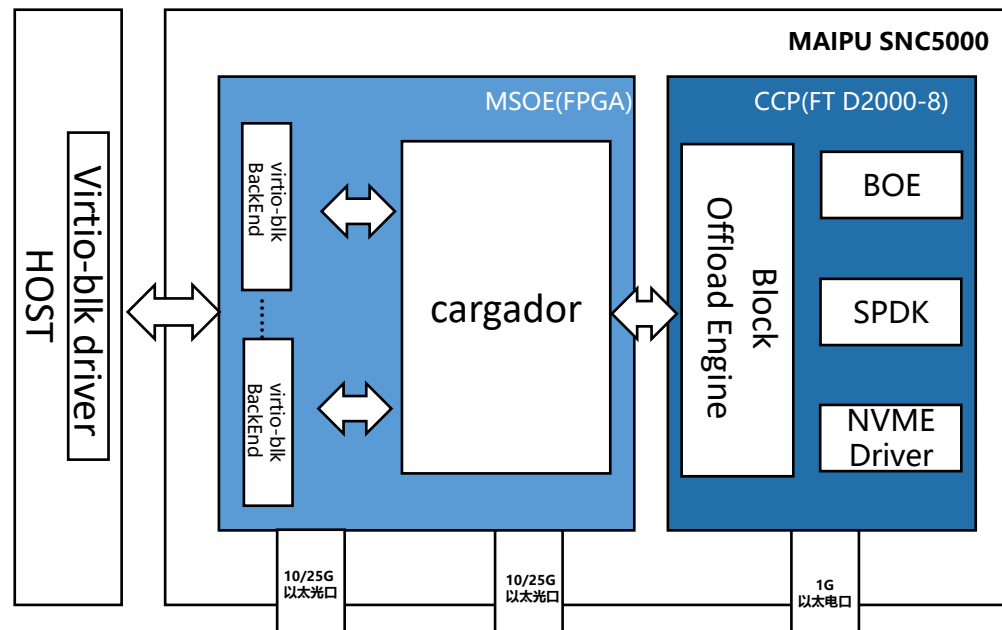 MAIPU SNC5000
HOST
Virtio-blk driver
MSOE(FPGA)
virtio-blk
BackEnd
virtio-blk
BackEnd
cargador
CCP(FT D2000-8)
Block
Offload Engine
BOE
SPDK
NVME
Driver
10/25G
以太光口
10/25G
以太光口
1G
以太电口